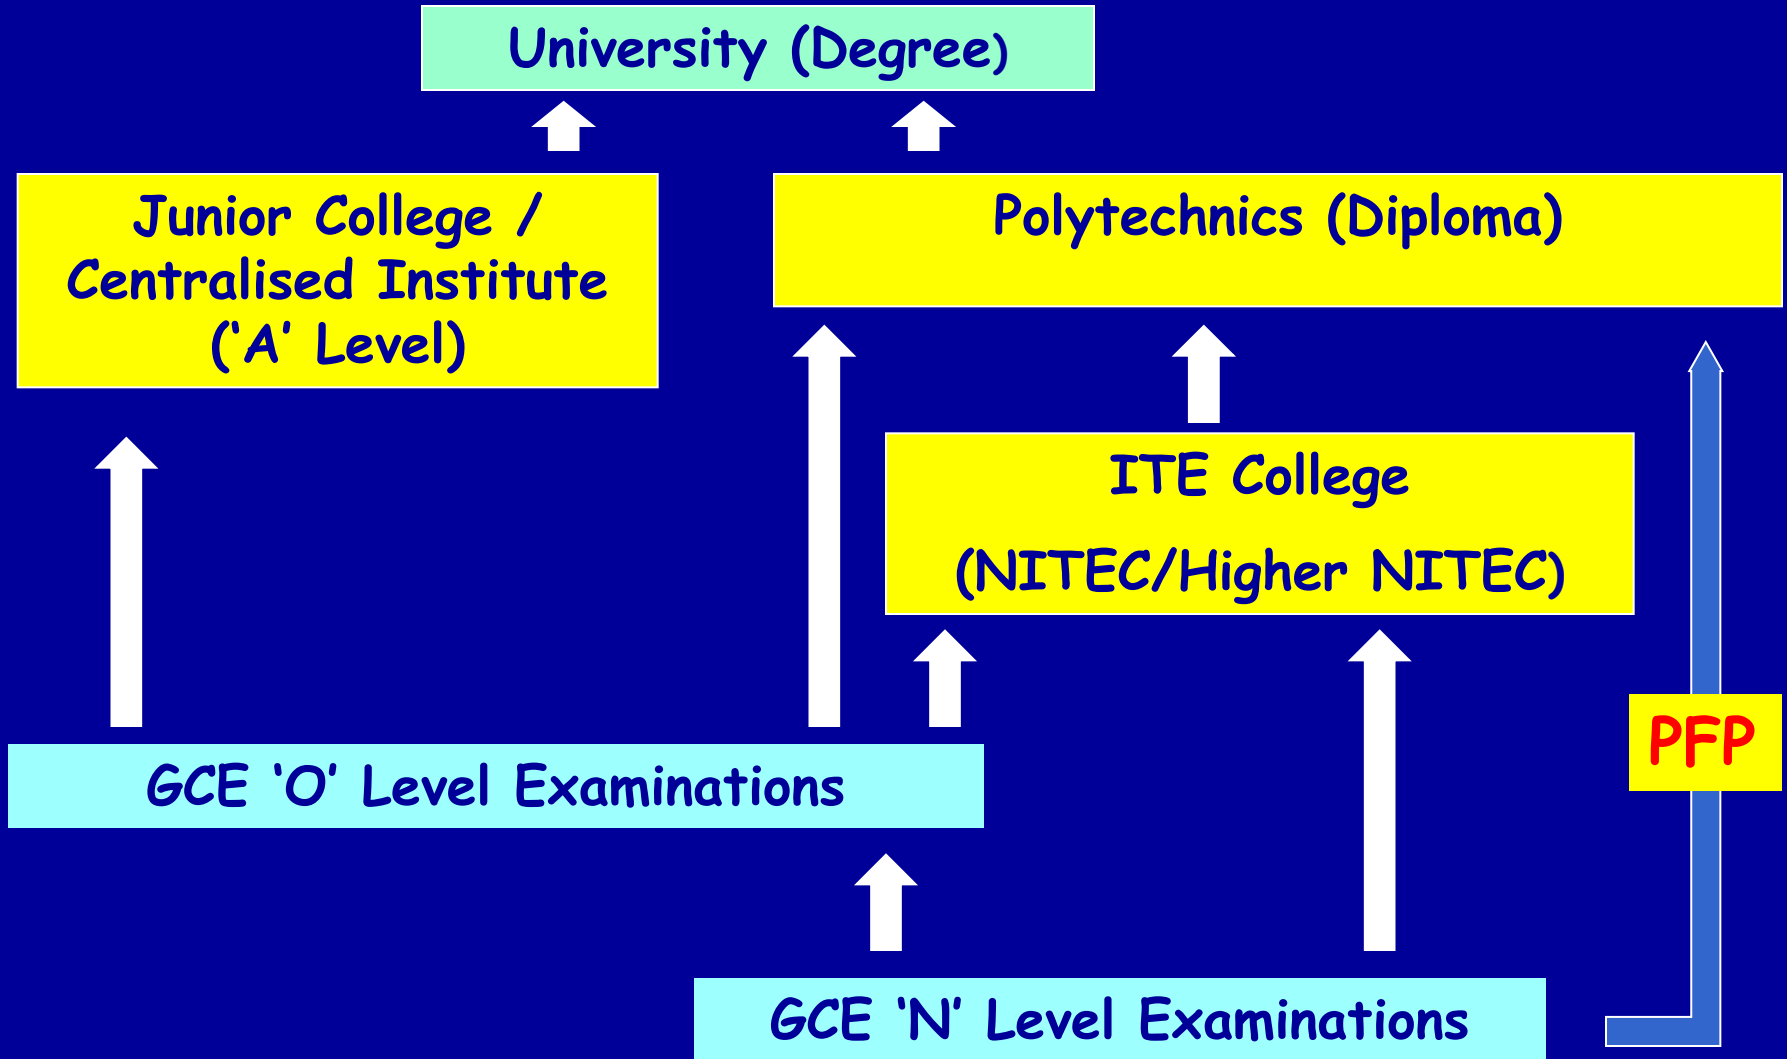 University (Degree)
Junior College /
Centralised Institute
(‘A’ Level)
Polytechnics (Diploma)
ITE College
(NITEC/Higher NITEC)
PFP
GCE ‘O’ Level Examinations
GCE ‘N’ Level Examinations